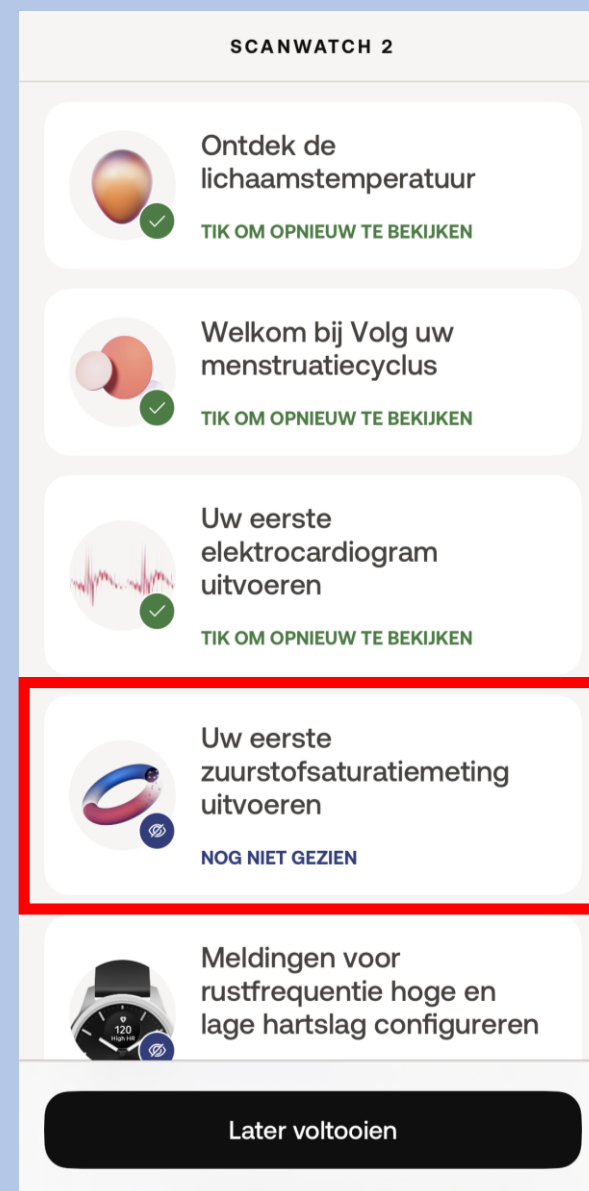 SCANWATCH 2
Ontdek de
lichaamstemperatuur
TIK OM OPNIEUW TE BEKIJKEN
Welkom bij Volg uw
menstruatiecyclus
TIK OM OPNIEUW TE BEKIJKEN
Uw eerste
elektrocardiogram
uitvoeren
TIK OM OPNIEUW TE BEKIJKEN
Uw eerste
zuurstofsaturatiemeting
uitvoeren
NOG NIET GEZIEN
Meldingen voor
rustfrequentie hoge en
lage hartslag configureren
120
High HR
Later voltooien